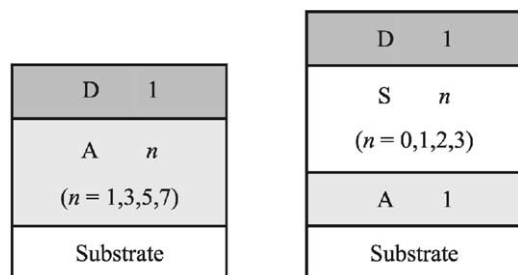 D 1
A n
(n = 1,3,5,7)
Substrate
D 1
S n
(n = 0,1,2,3)
A 1
Substrate